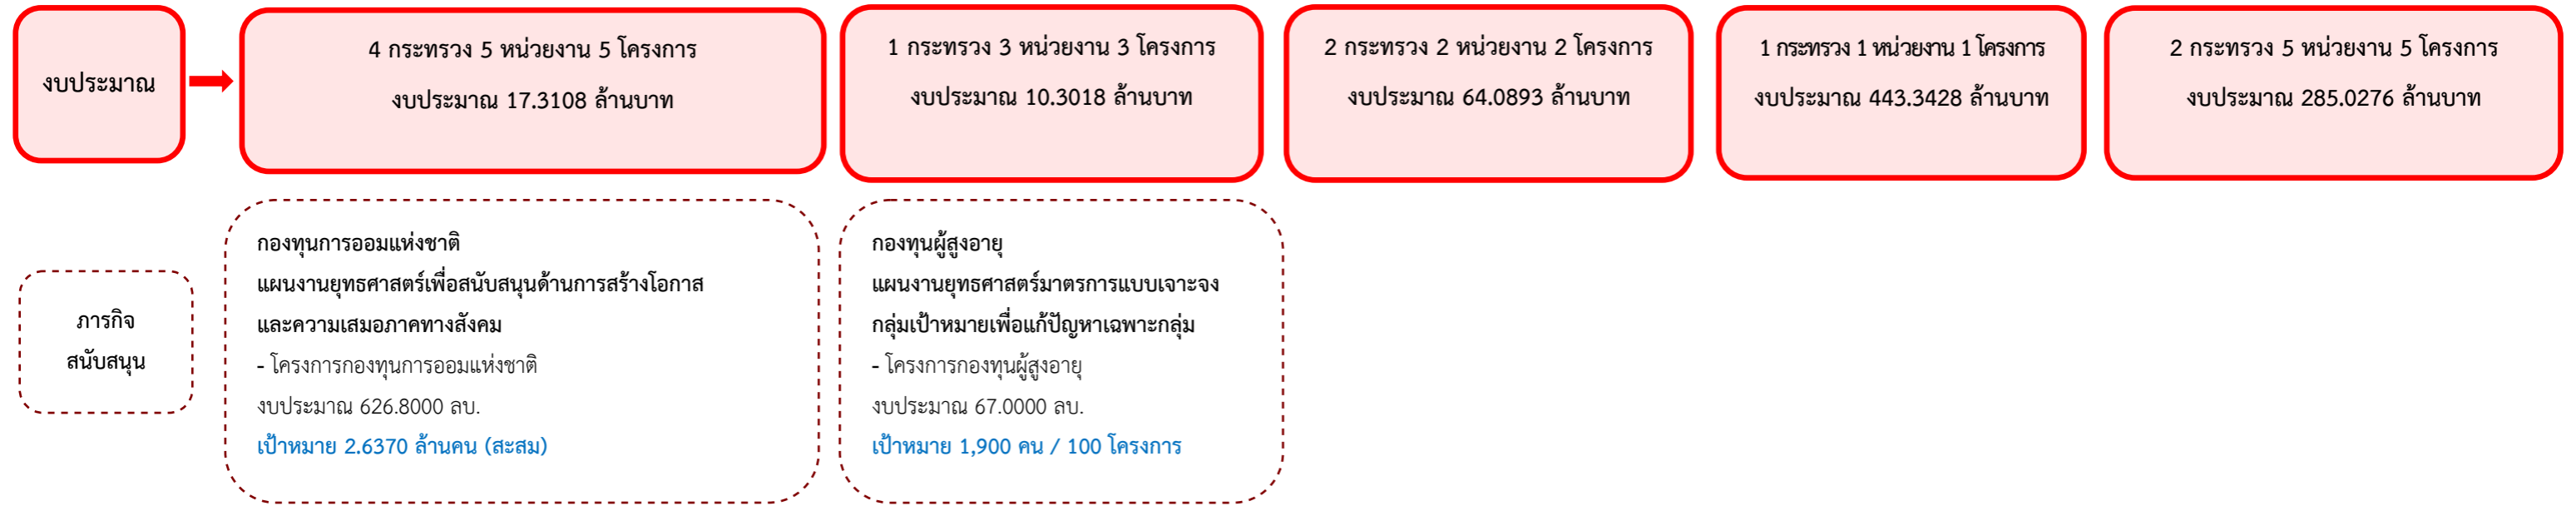 งบประมาณ
4 กระทรวง 5 หน่วยงาน 5 โครงการ
งบประมาณ 17.3108 ล้านบาท
1 กระทรวง 3 หน่วยงาน 3 โครงการ
งบประมาณ 10.3018 ล้านบาท
2 กระทรวง 2 หน่วยงาน 2 โครงการ
งบประมาณ 64.0893 ล้านบาท
1 กระทรวง 1 หน่วยงาน 1 โครงการ
งบประมาณ 443.3428 ล้านบาท
2 กระทรวง 5 หน่วยงาน 5 โครงการ
งบประมาณ 285.0276 ล้านบาท
ภารกิจ
สนับสนุน
กองทุนการออมแห่งชาติ
แผนงานยุทธศาสตร์เพื่อสนับสนุนด้านการสร้างโอกาส
และความเสมอภาคทางสังคม
- โครงการกองทุนการออมแห่งชาติ
งบประมาณ 626.8000 ลบ.
เป้าหมาย 2.6370 ล้านคน (สะสม)
กองทุนผู้สูงอายุ
แผนงานยุทธศาสตร์มาตรการแบบเจาะจง
กลุ่มเป้าหมายเพื่อแก้ปัญหาเฉพาะกลุ่ม
- โครงการกองทุนผู้สูงอายุ
งบประมาณ 67.0000 ลบ.
เป้าหมาย 1,900 คน / 100 โครงการ